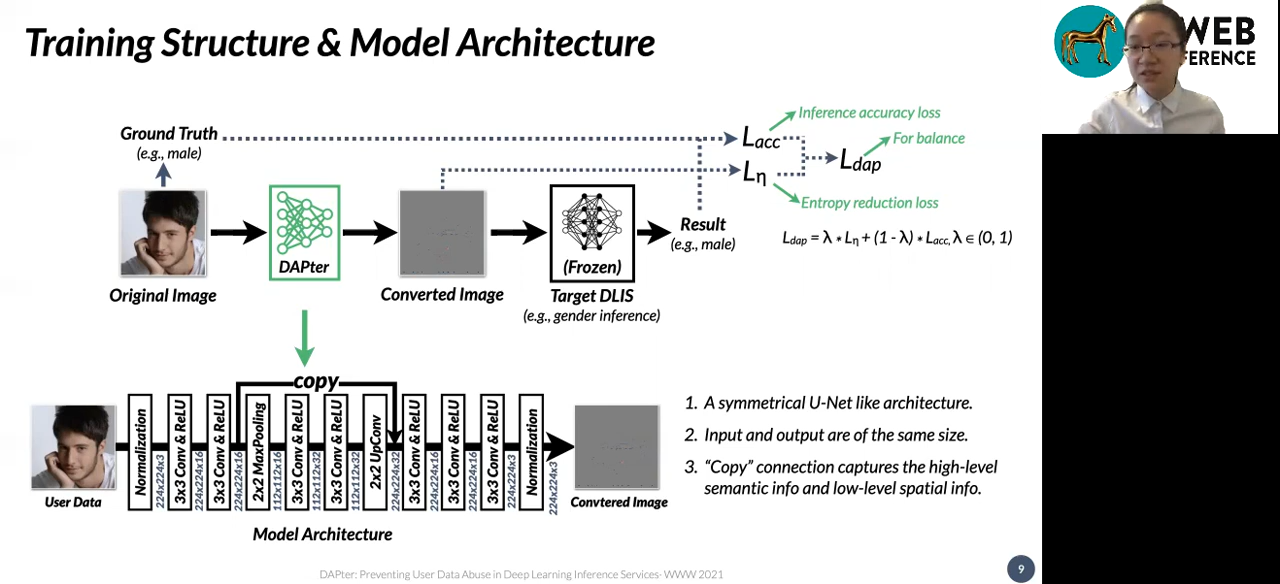 Training Structure & Model Architecture
WEB
FERENCE
Ground Truth
(e.g., male)
Original Image
DAPter
Converted Image
(Frozen)
Target DLIS
(e.g., gender inference)
Result
(e.g., male)
Lacc
Lη
Ldap
Inference accuracy loss
For balance
Entropy reduction loss
Ldap = λ * Lη + (1 - λ) * Lacc, λ ∈ (0, 1)
copy
User Data
Normalization
224x224x3
3x3 Conv & ReLU
224x224x16
3x3 Conv & ReLU
224x224x16
2x2 MaxPooling
112x112x16
3x3 Conv & ReLU
112x112x32
3x3 Conv & ReLU
112x112x32
2x2 UpConv
224x224x32
3x3 Conv & ReLU
224x224x16
3x3 Conv & ReLU
224x224x16
3x3 Conv & ReLU
224x224x3
Normalization
224x224x3
Convtered Image
Model Architecture
1. A symmetrical U-Net like architecture.
2. Input and output are of the same size.
3. “Copy” connection captures the high-level
semantic info and low-level spatial info.
DAPter: Preventing User Data Abuse in Deep Learning Inference Services- WWW 2021
9